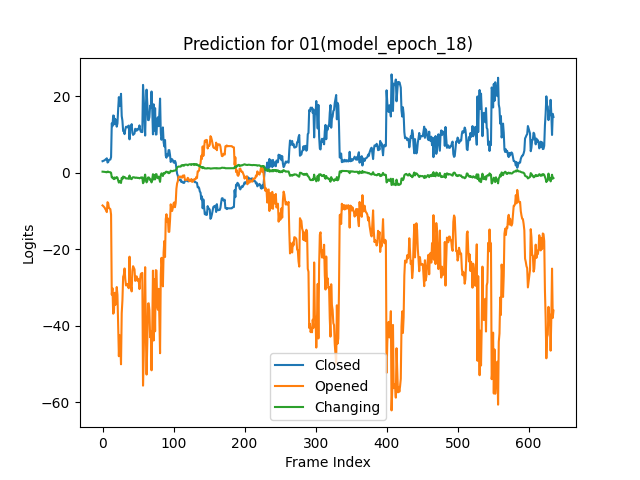 Prediction for 01(model_epoch_18)
20
0
−20
−40
−60
Logits
Closed
Opened
Changing
0 100 200 300 400 500 600
Frame Index